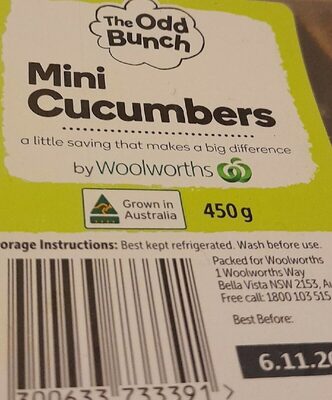 The Odd
Bunch
Mini
Cucumbers
a little saving that makes a big difference
by Woolworths
Grown in
Australia
450g
orage Instructions: Best kept refrigerated. Wash before use.
Packed for Woolworths
1 Woolworths Way
Bella Vista NSW 2153, Au
Free call: 1800 103 515
Best Before:
6.11.20
300633 733391 >